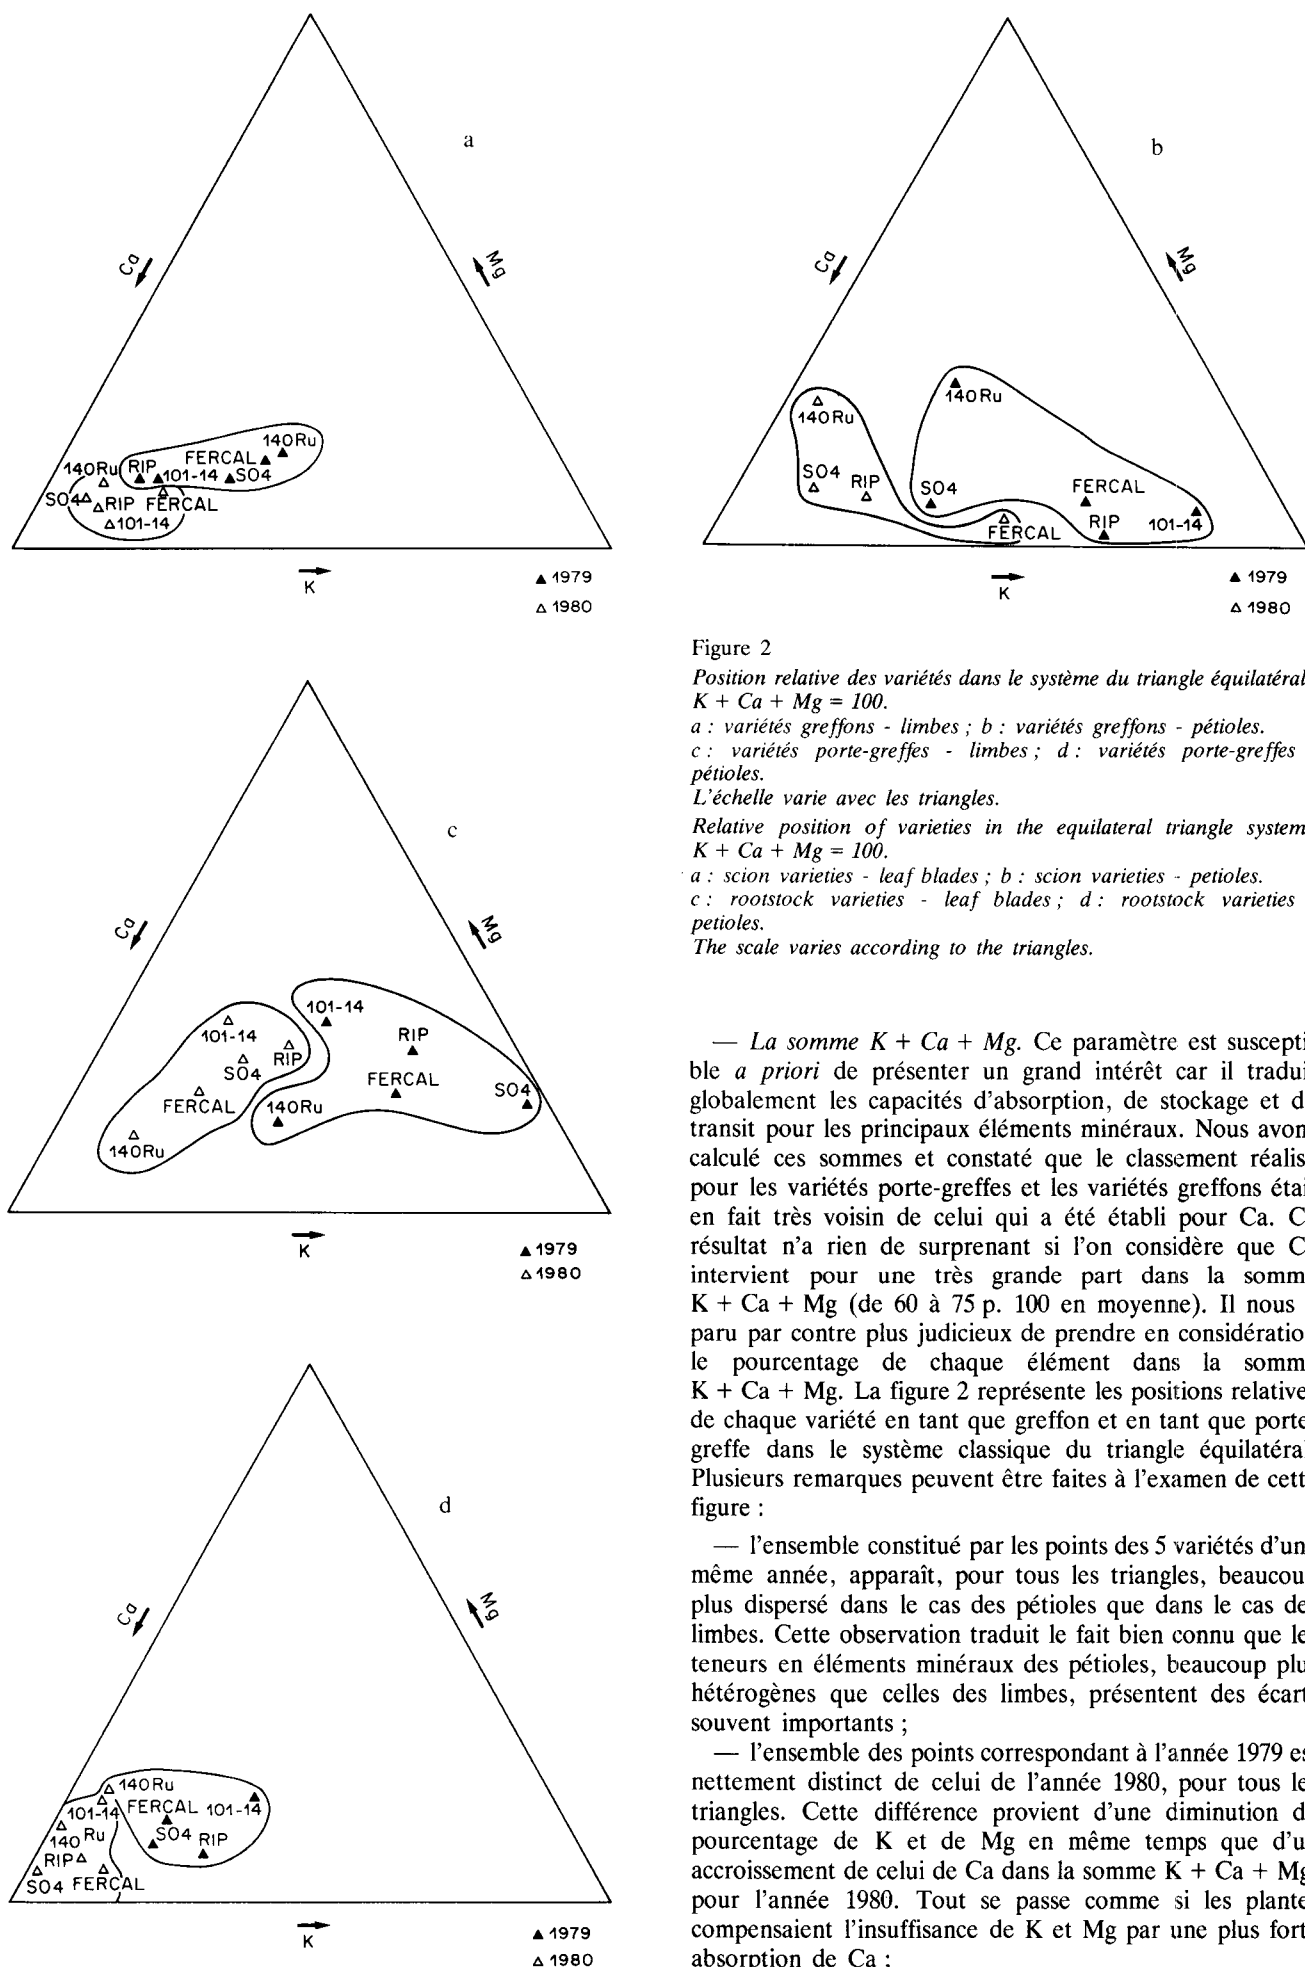 a
Ca
Mg
140Ru
FERCAL
140Ru
RIP
101-14
SO4
SO4
RIP
FERCAL
101-14
K
▲ 1979
△ 1980
b
Ca
Mg
140Ru
140Ru
SO4
RIP
SO4
FERCAL
FERCAL
RIP
101-14
K
▲ 1979
△ 1980
Figure 2
Position relative des variétés dans le système du triangle équilatéral
K + Ca + Mg = 100.
a : variétés greffons - limbes ; b : variétés greffons - pétioles.
c : variétés porte-greffes - limbes ; d : variétés porte-greffes
pétioles.
L'échelle varie avec les triangles.
Relative position of varieties in the equilateral triangle system
K + Ca + Mg = 100.
a : scion varieties - leaf blades ; b : scion varieties - petioles.
c : rootstock varieties - leaf blades ; d : rootstock varieties
petioles.
The scale varies according to the triangles.
c
Ca
Mg
101-14
101-14
RIP
RIP
SO4
FERCAL
FERCAL
SO4
140Ru
140Ru
K
▲ 1979
△ 1980
d
Ca
Mg
140Ru
101-14
FERCAL
101-14
140 Ru
SO4
RIP
RIP
SO4
FERCAL
K
▲ 1979
△ 1980
— La somme K + Ca + Mg. Ce paramètre est suscepti
ble a priori de présenter un grand intérêt car il tradui
globalement les capacités d'absorption, de stockage et d
transit pour les principaux éléments minéraux. Nous avon
calculé ces sommes et constaté que le classement réalis
pour les variétés porte-greffes et les variétés greffons étai
en fait très voisin de celui qui a été établi pour Ca. C
résultat n'a rien de surprenant si l'on considère que C
intervient pour une très grande part dans la somm
K + Ca + Mg (de 60 à 75 p. 100 en moyenne). Il nous
paru par contre plus judicieux de prendre en considératio
le pourcentage de chaque élément dans la somm
K + Ca + Mg. La figure 2 représente les positions relative
de chaque variété en tant que greffon et en tant que porte
greffe dans le système classique du triangle équilatéral
Plusieurs remarques peuvent être faites à l'examen de cett
figure :
— l'ensemble constitué par les points des 5 variétés d'un
même année, apparaît, pour tous les triangles, beaucou
plus dispersé dans le cas des pétioles que dans le cas de
limbes. Cette observation traduit le fait bien connu que le
teneurs en éléments minéraux des pétioles, beaucoup plu
hétérogènes que celles des limbes, présentent des écart
souvent importants ;
— l'ensemble des points correspondant à l'année 1979 es
nettement distinct de celui de l'année 1980, pour tous le
triangles. Cette différence provient d'une diminution d
pourcentage de K et de Mg en même temps que d'u
accroissement de celui de Ca dans la somme K + Ca + Mg
pour l'année 1980. Tout se passe comme si les plante
compensaient l'insuffisance de K et Mg par une plus fort
absorption de Ca ;